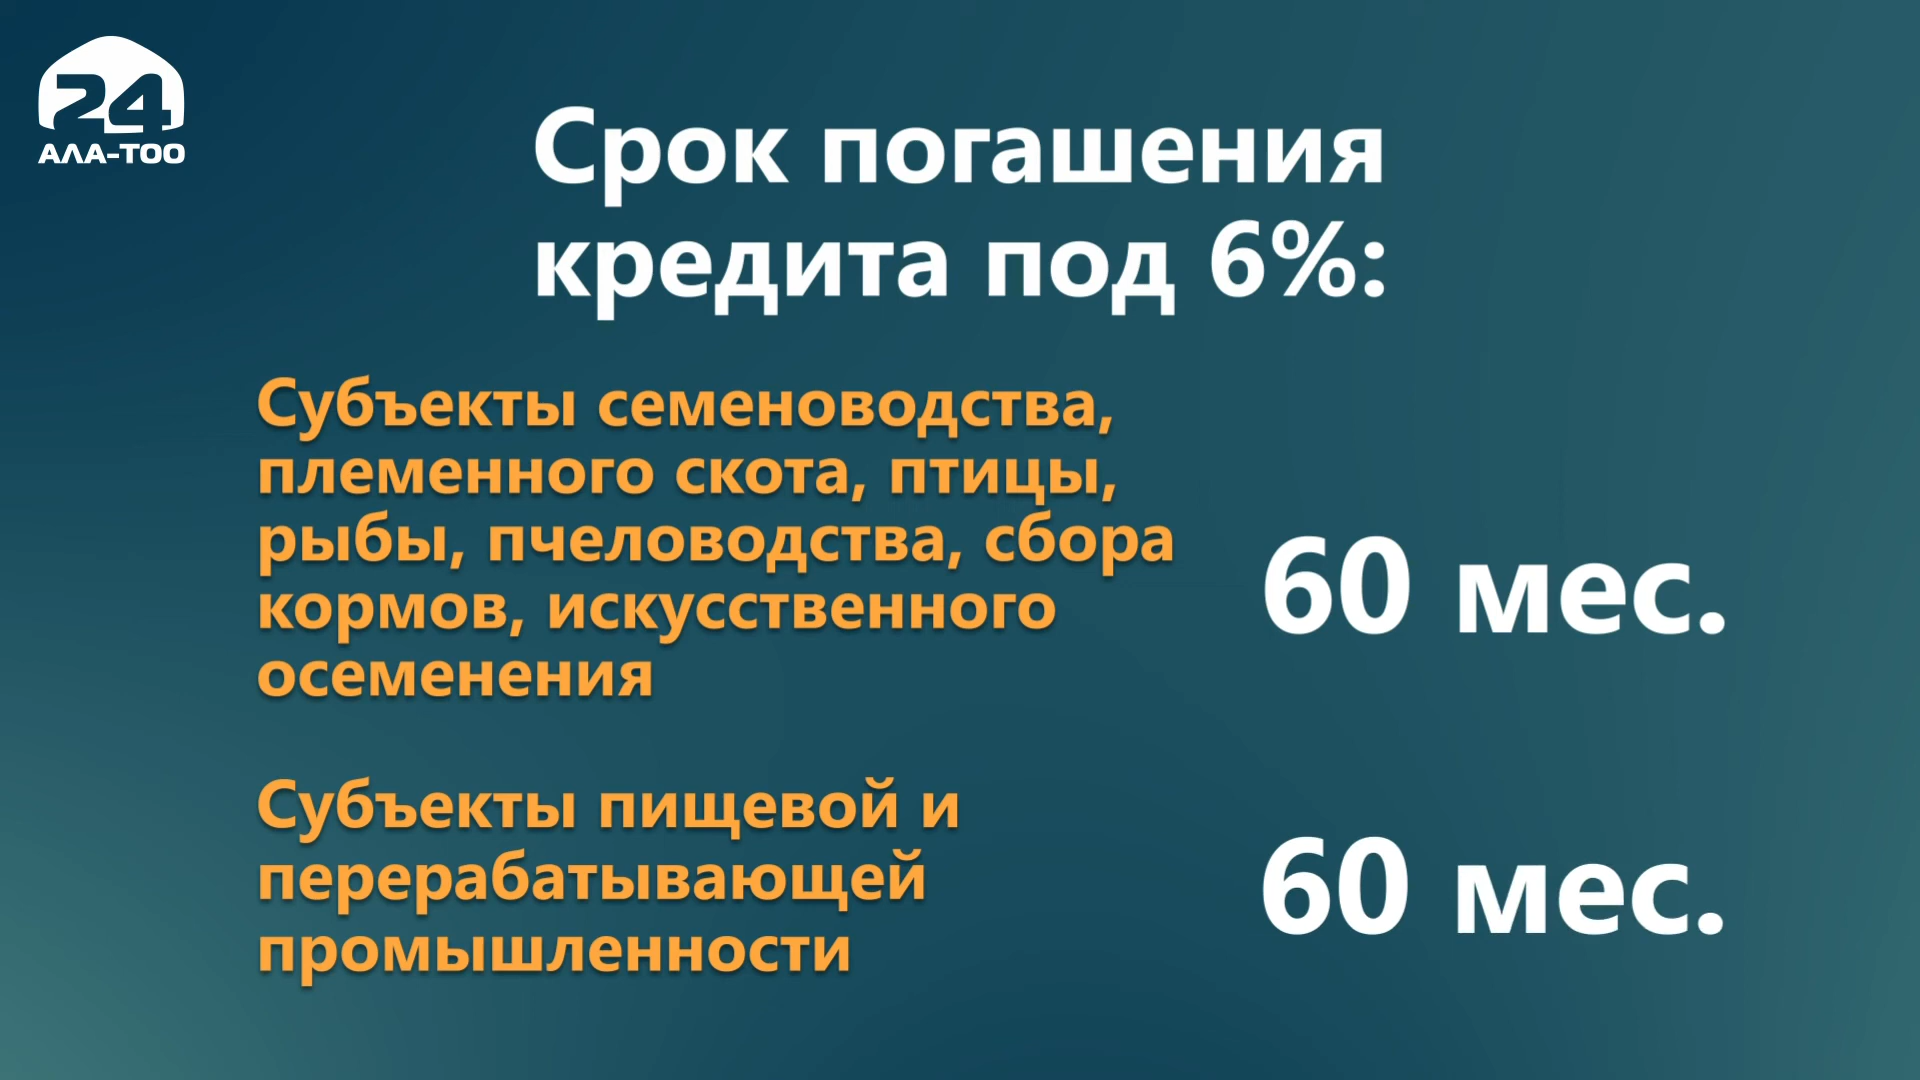 24
АЛА-ТОО
Срок погашения
кредита под 6%:
Субъекты семеноводства,
племенного скота, птицы,
рыбы, пчеловодства, сбора
кормов, искусственного
осеменения
60 мес.
Субъекты пищевой и
перерабатывающей
промышленности
60 мес.